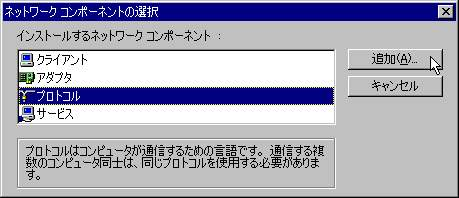 ネットワーク コンポーネントの選択
インストールするネットワーク コンポーネント :
クライアント
アダプタ
プロトコル
サービス
追加(A)...
キャンセル
プロトコルはコンピュータが通信するための言語です。通信する複
数のコンピュータ同士は、同じプロトコルを使用する必要がありま
す。